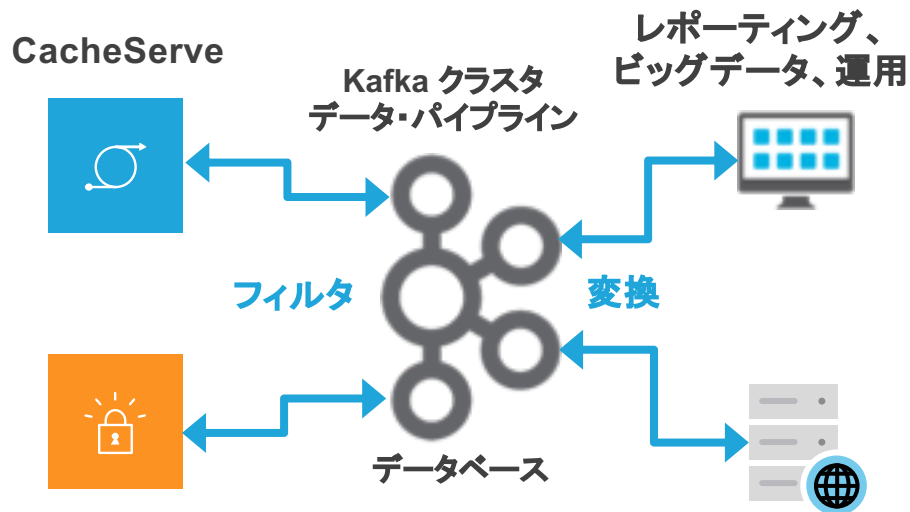 CacheServe
Kafka クラスタ
データ・パイプライン
レポーティング、
ビッグデータ、運用
フィルタ
変換
データベース